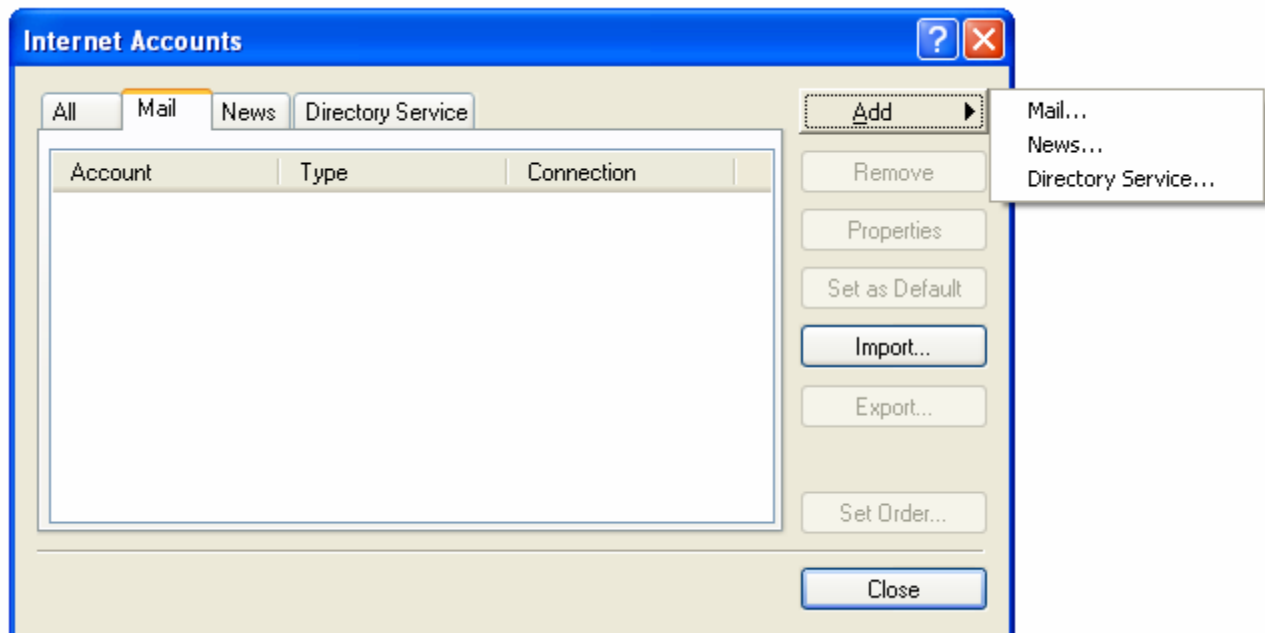 Internet Accounts
All Mail News Directory Service
Account Type Connection
Add
Mail...
News...
Directory Service...
Remove
Properties
Set as Default
Import...
Export...
Set Order...
Close